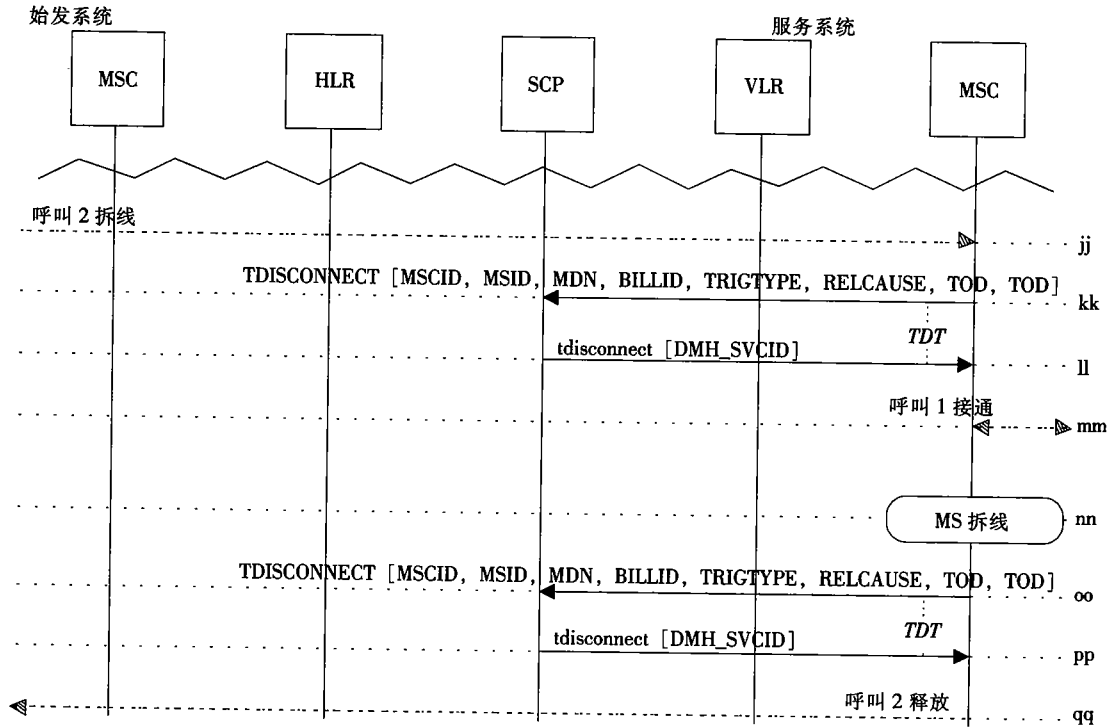 始发系统
服务系统
MSC
HLR
SCP
VLR
MSC
呼叫 2 拆线
jj
TDISCONNECT [MSCID, MSID, MDN, BILLID, TRIGTYPE, RELCAUSE, TOD, TOD]
kk
TDT
tdisconnect [DMH_SVCID]
ll
呼叫 1 接通
mm
MS 拆线
nn
TDISCONNECT [MSCID, MSID, MDN, BILLID, TRIGTYPE, RELCAUSE, TOD, TOD]
oo
TDT
tdisconnect [DMH_SVCID]
pp
呼叫 2 释放
qq